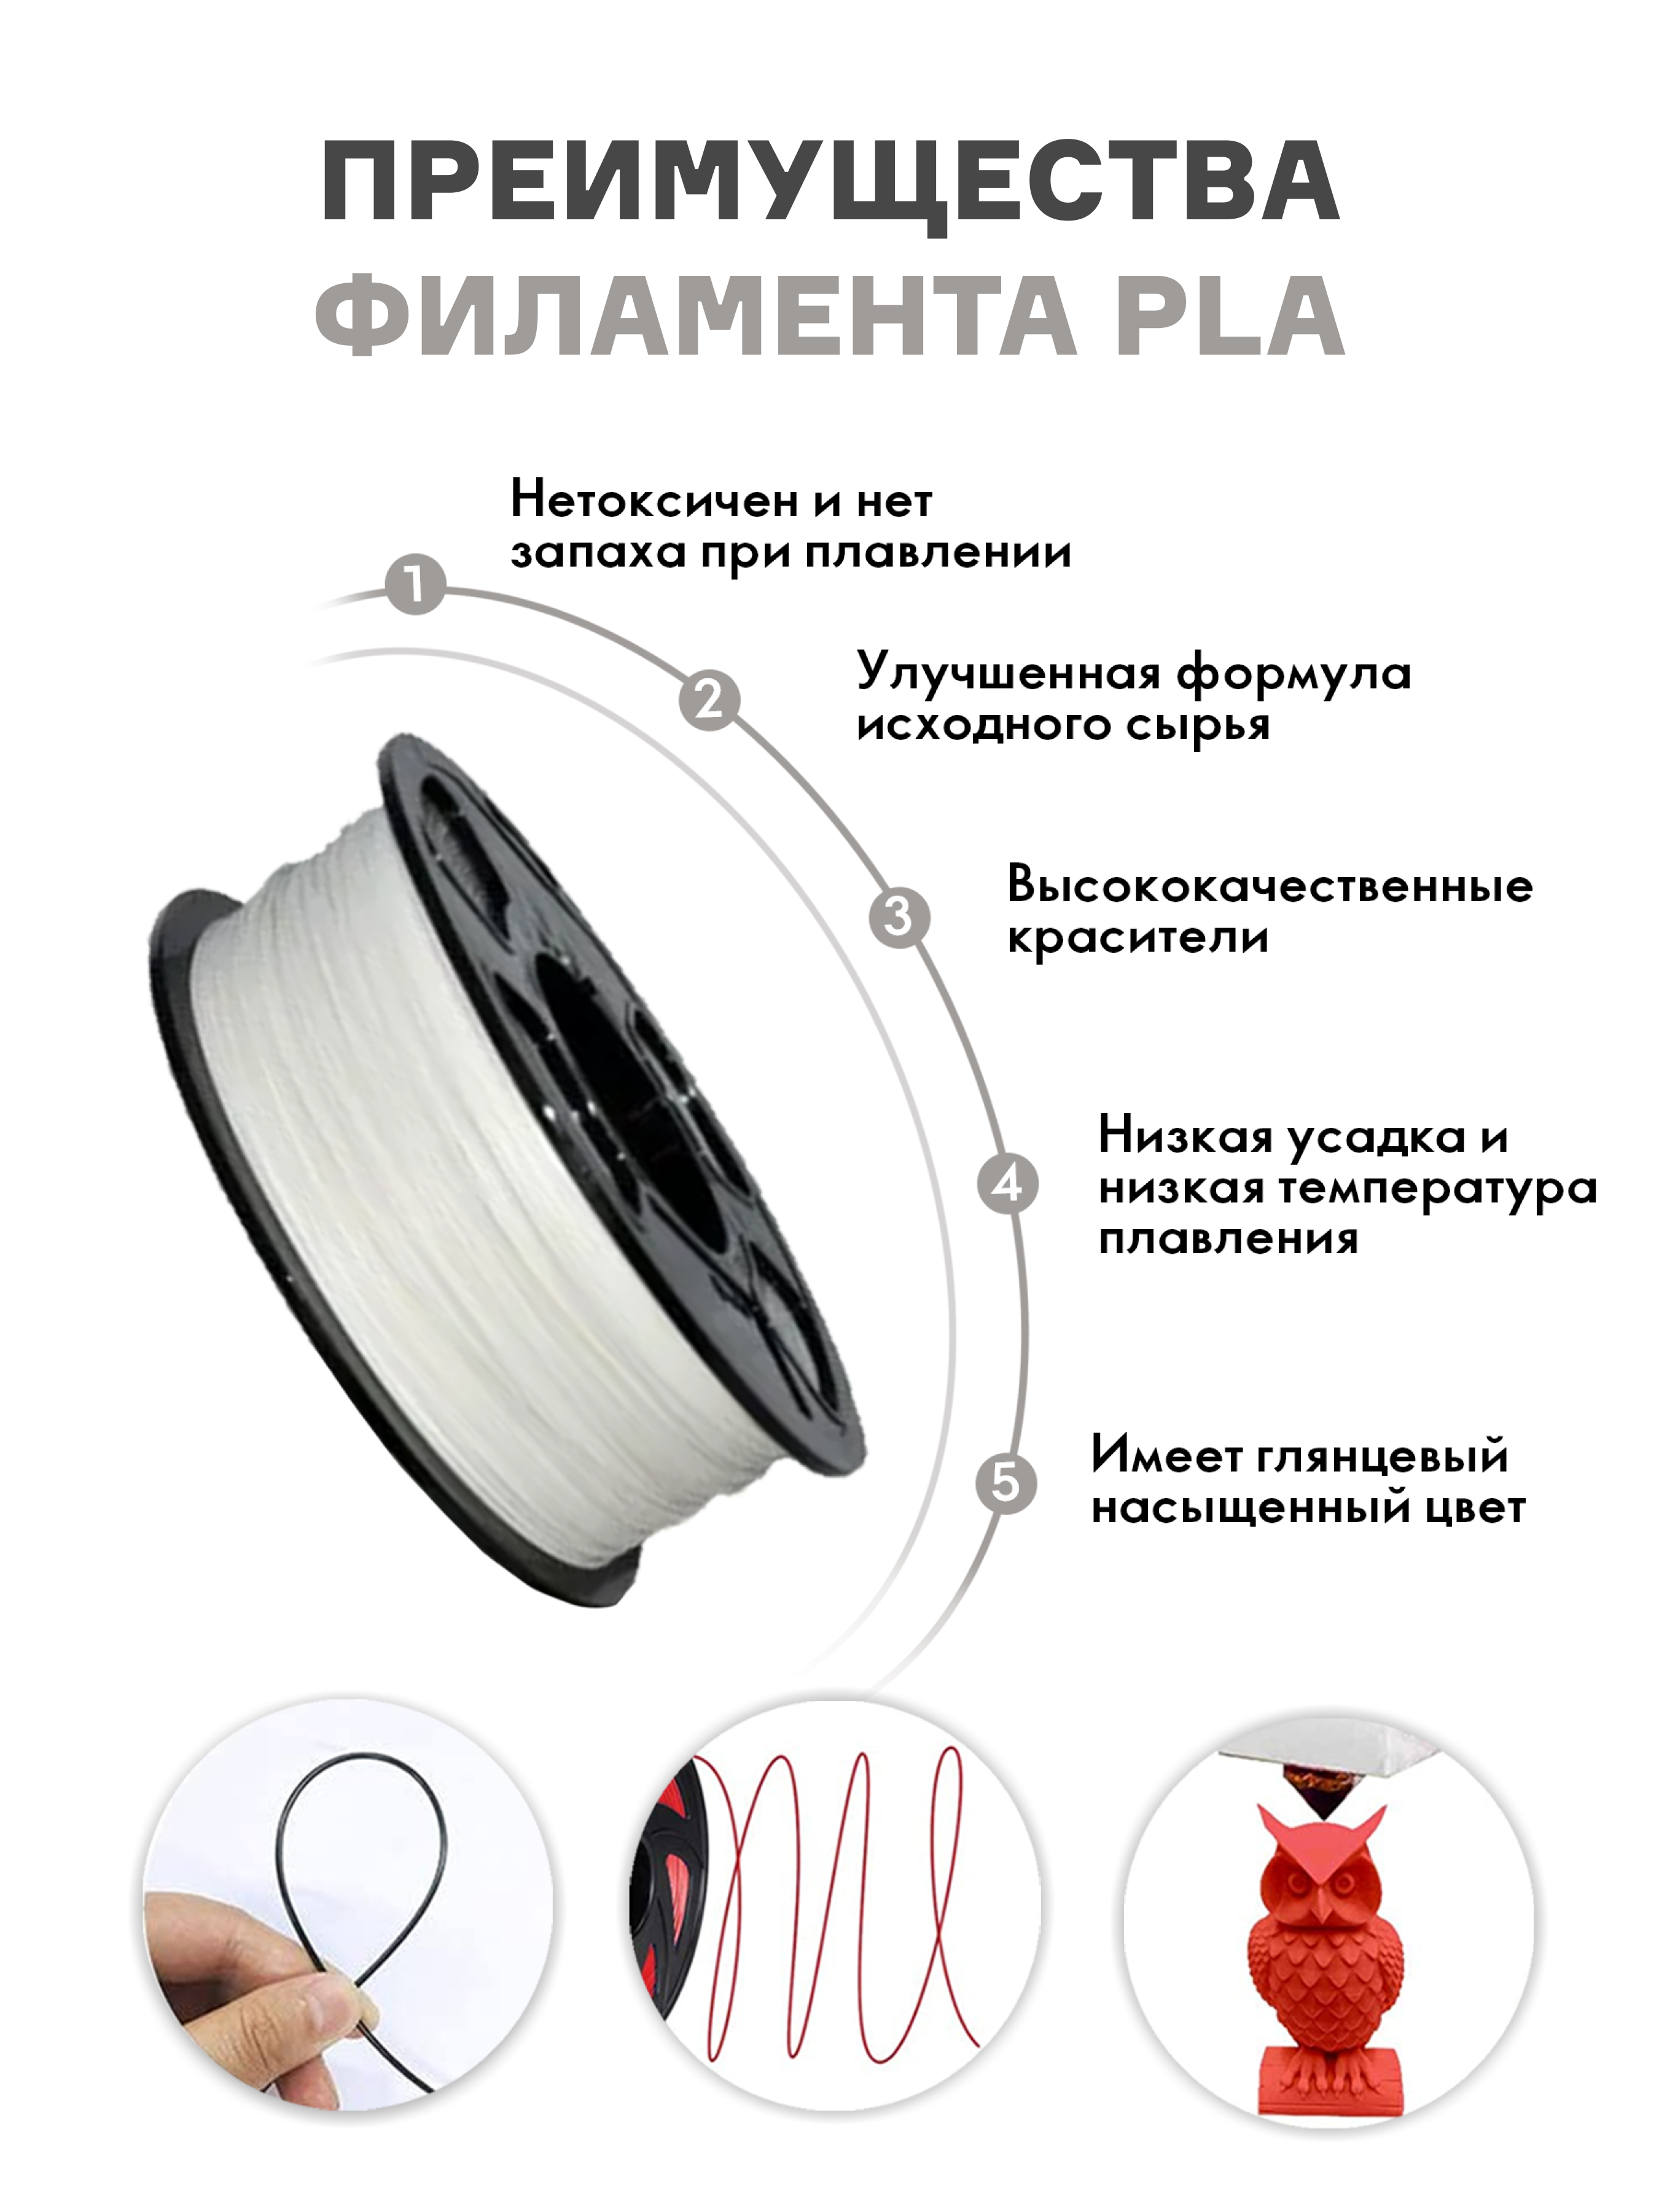 ПРЕИМУЩЕСТВА
ФИЛАМЕНТА PLA
1
Нетоксичен и нет
запаха при плавлении
2
Улучшенная формула
исходного сырья
3
Высококачественные
красители
4
Низкая усадка и
низкая температура
плавления
5
Имеет глянцевый
насыщенный цвет